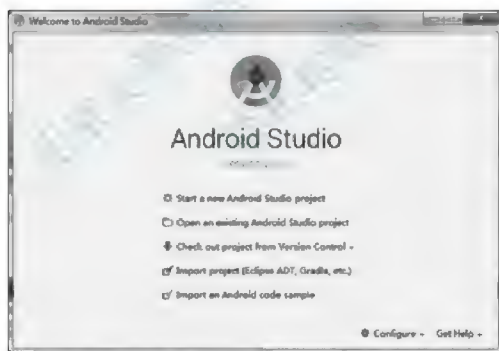 Welcome to Android Studio
Android Studio
Start a new Android Studio project
Open an existing Android Studio project
Check out project from Version Control
Import project (Eclipse ADT, Gradle, etc.)
Import an Android code sample
Configure Get Help